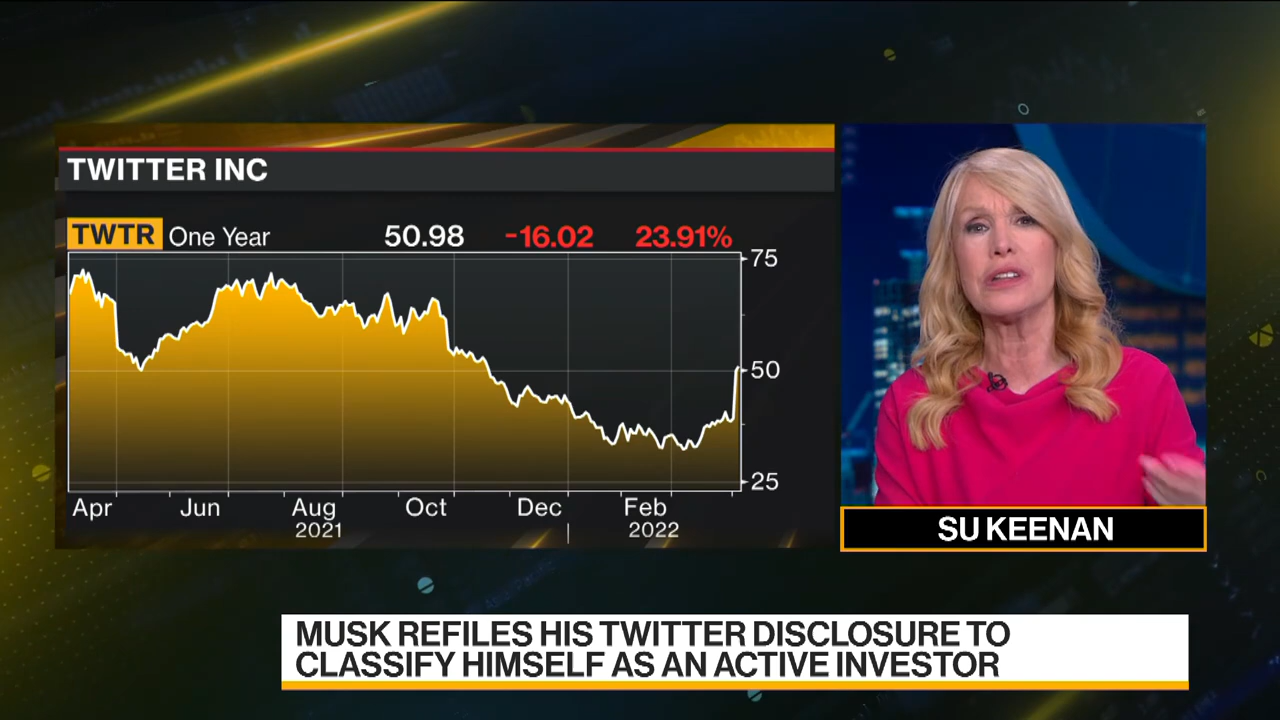 TWITTER INC
TWTR One Year 50.98 -16.02 23.91%
75
50
25
Apr Jun Aug Oct Dec Feb
2021 2022
SU KEENAN
MUSK REFILES HIS TWITTER DISCLOSURE TO
CLASSIFY HIMSELF AS AN ACTIVE INVESTOR